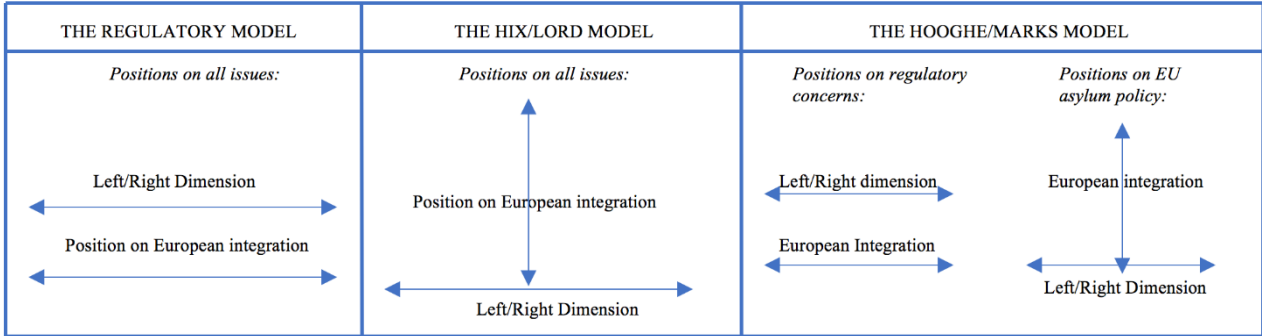 THE REGULATORY MODEL
THE HIX/LORD MODEL
THE HOOGHE/MARKS MODEL
Positions on all issues:
Left/Right Dimension
Position on European integration
Positions on all issues:
Position on European integration
Left/Right Dimension
Positions on regulatory
concerns:
Left/Right dimension
European Integration
Positions on EU
asylum policy:
European integration
Left/Right Dimension